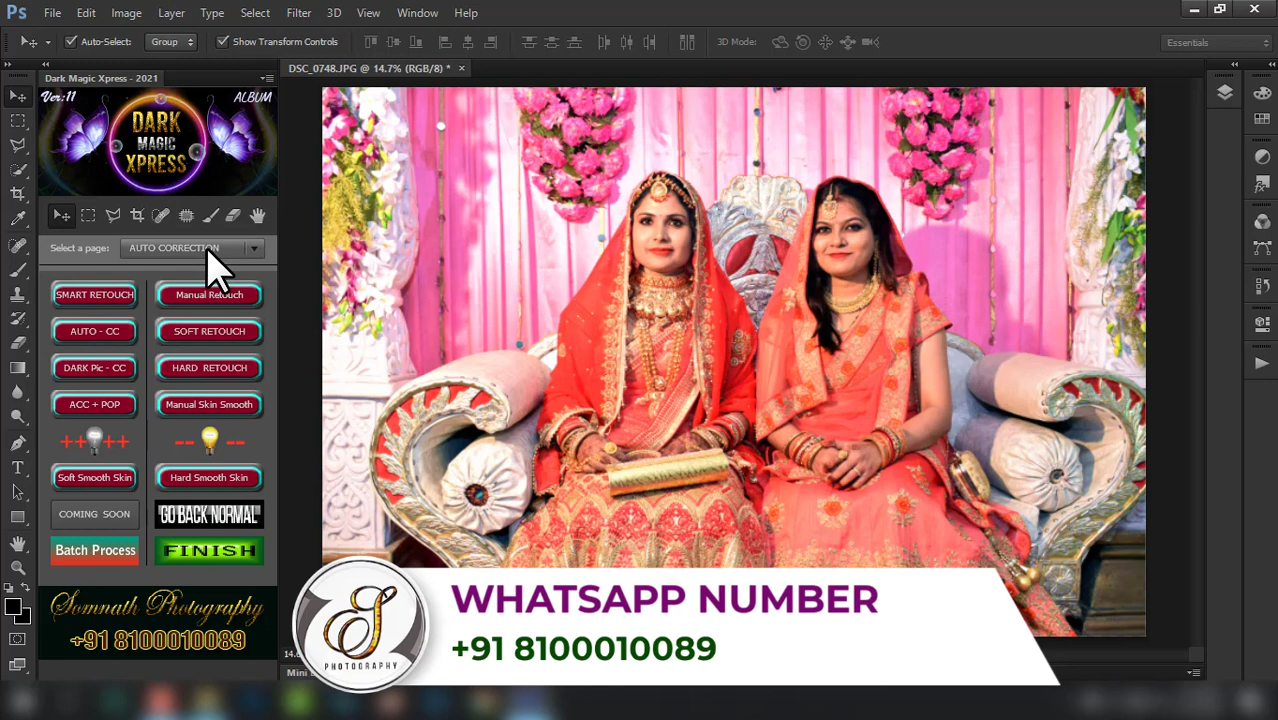 Ps File Edit Image Layer Type Select Filter 3D View Window Help
Auto-Select: Group Show Transform Controls 3D Mode: Essentials
Dark Magic Xpress - 2021
DSC_0748.JPG @ 14.7% (RGB/8) *
Ver:11 ALBUM
DARK
MAGIC
XPRESS
Select a page: AUTO CORRECTION
SMART RETOUCH Manual Retouch
AUTO - CC SOFT RETOUCH
DARK Pic - CC HARD RETOUCH
ACC + POP Manual Skin Smooth
++ ++ -- --
Soft Smooth Skin Hard Smooth Skin
COMING SOON GO BACK NORMAL
Batch Process FINISH
Somnath Photography
+91 8100010089
S
PHOTOGRAPHY
WHATSAPP NUMBER
+91 8100010089
14.6
Mini